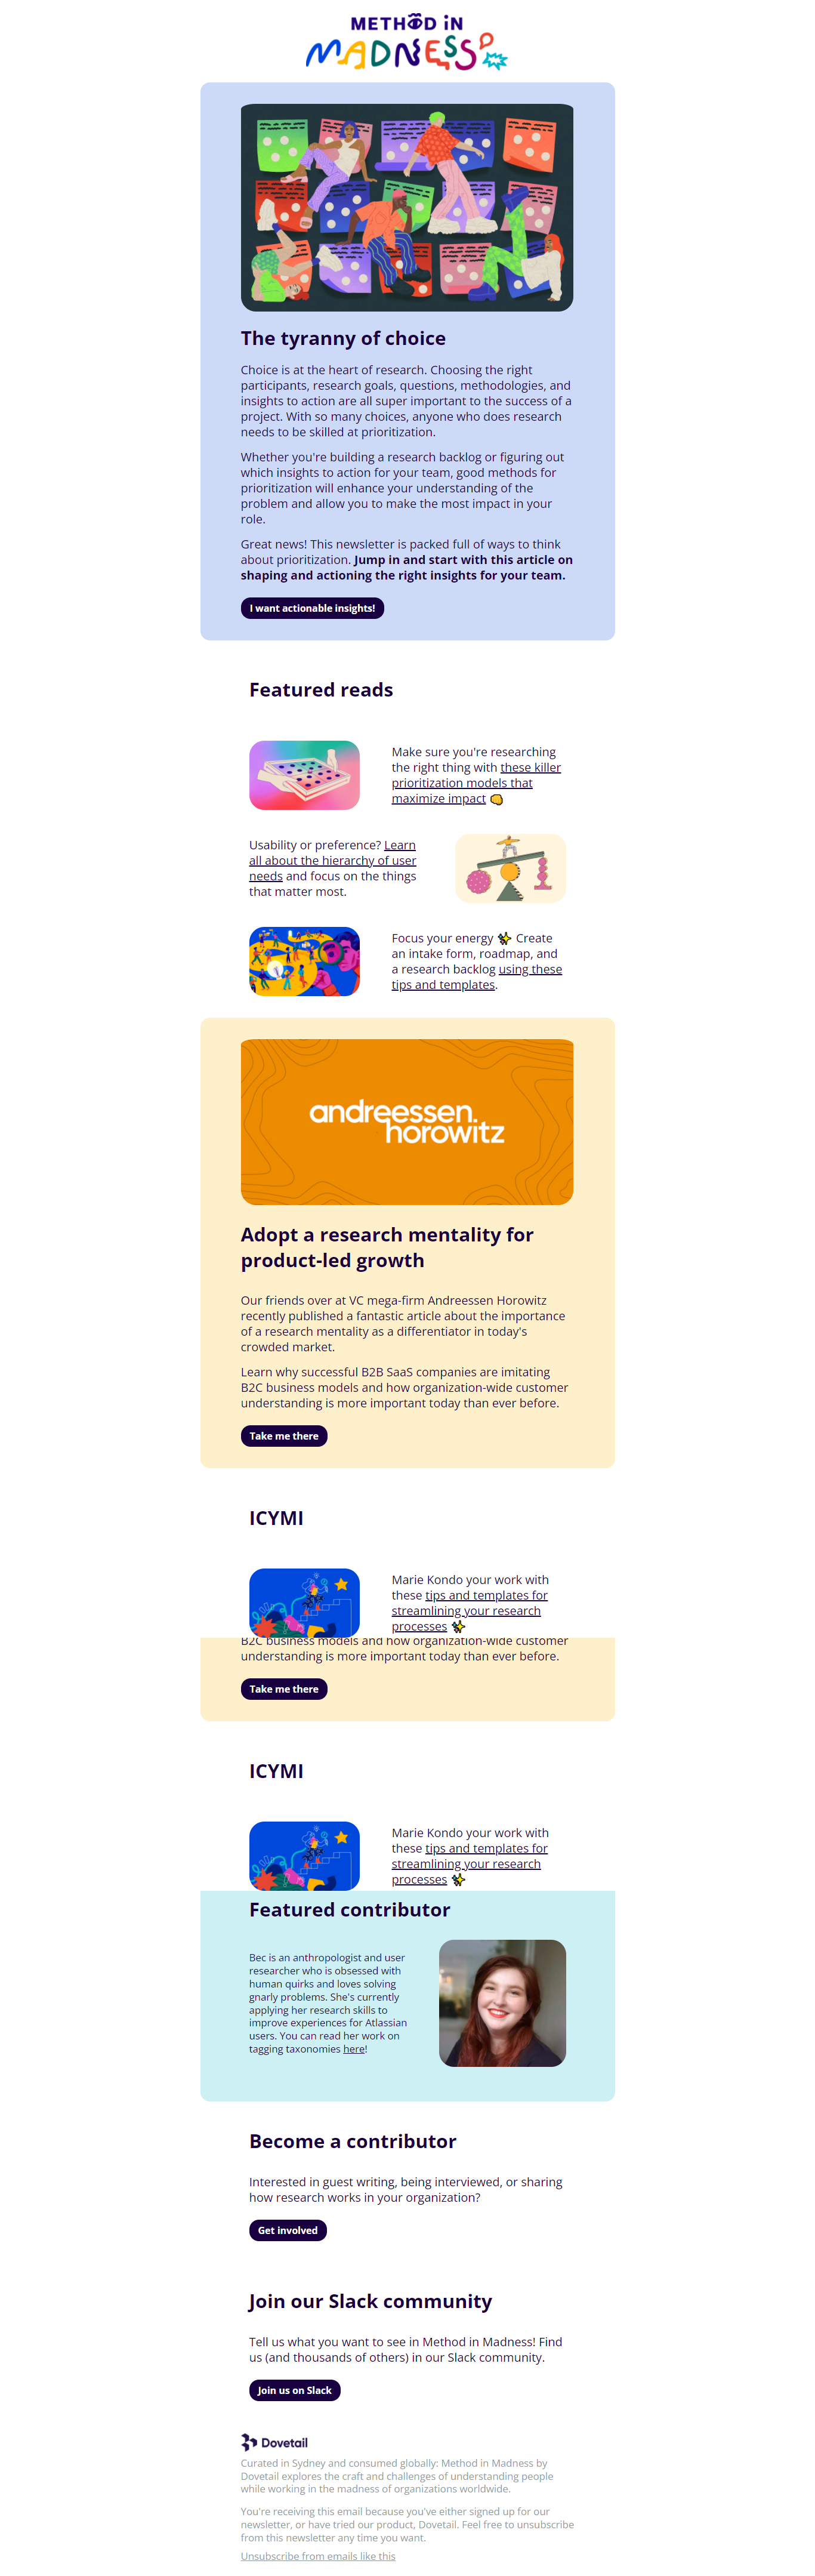 METHOD iN
MADNESS
The tyranny of choice
Choice is at the heart of research. Choosing the right
participants, research goals, questions, methodologies, and
insights to action are all super important to the success of a
project. With so many choices, anyone who does research
needs to be skilled at prioritization.
Whether you're building a research backlog or figuring out
which insights to action for your team, good methods for
prioritization will enhance your understanding of the
problem and allow you to make the most impact in your
role.
Great news! This newsletter is packed full of ways to think
about prioritization. Jump in and start with this article on
shaping and actioning the right insights for your team.
I want actionable insights!
Featured reads
Make sure you're researching
the right thing with these killer
prioritization models that
maximize impact 👊
Usability or preference? Learn
all about the hierarchy of user
needs and focus on the things
that matter most.
Focus your energy ✨ Create
an intake form, roadmap, and
a research backlog using these
tips and templates.
andreessen.
horowitz
Adopt a research mentality for
product-led growth
Our friends over at VC mega-firm Andreessen Horowitz
recently published a fantastic article about the importance
of a research mentality as a differentiator in today's
crowded market.
Learn why successful B2B SaaS companies are imitating
B2C business models and how organization-wide customer
understanding is more important today than ever before.
Take me there
ICYMI
Marie Kondo your work with
these tips and templates for
streamlining your research
processes ✨
B2C business models and how organization-wide customer
understanding is more important today than ever before.
Take me there
ICYMI
Marie Kondo your work with
these tips and templates for
streamlining your research
processes ✨
Featured contributor
Bec is an anthropologist and user
researcher who is obsessed with
human quirks and loves solving
gnarly problems. She's currently
applying her research skills to
improve experiences for Atlassian
users. You can read her work on
tagging taxonomies here!
Become a contributor
Interested in guest writing, being interviewed, or sharing
how research works in your organization?
Get involved
Join our Slack community
Tell us what you want to see in Method in Madness! Find
us (and thousands of others) in our Slack community.
Join us on Slack
Dovetail
Curated in Sydney and consumed globally: Method in Madness by
Dovetail explores the craft and challenges of understanding people
while working in the madness of organizations worldwide.
You're receiving this email because you've either signed up for our
newsletter, or have tried our product, Dovetail. Feel free to unsubscribe
from this newsletter any time you want.
Unsubscribe from emails like this